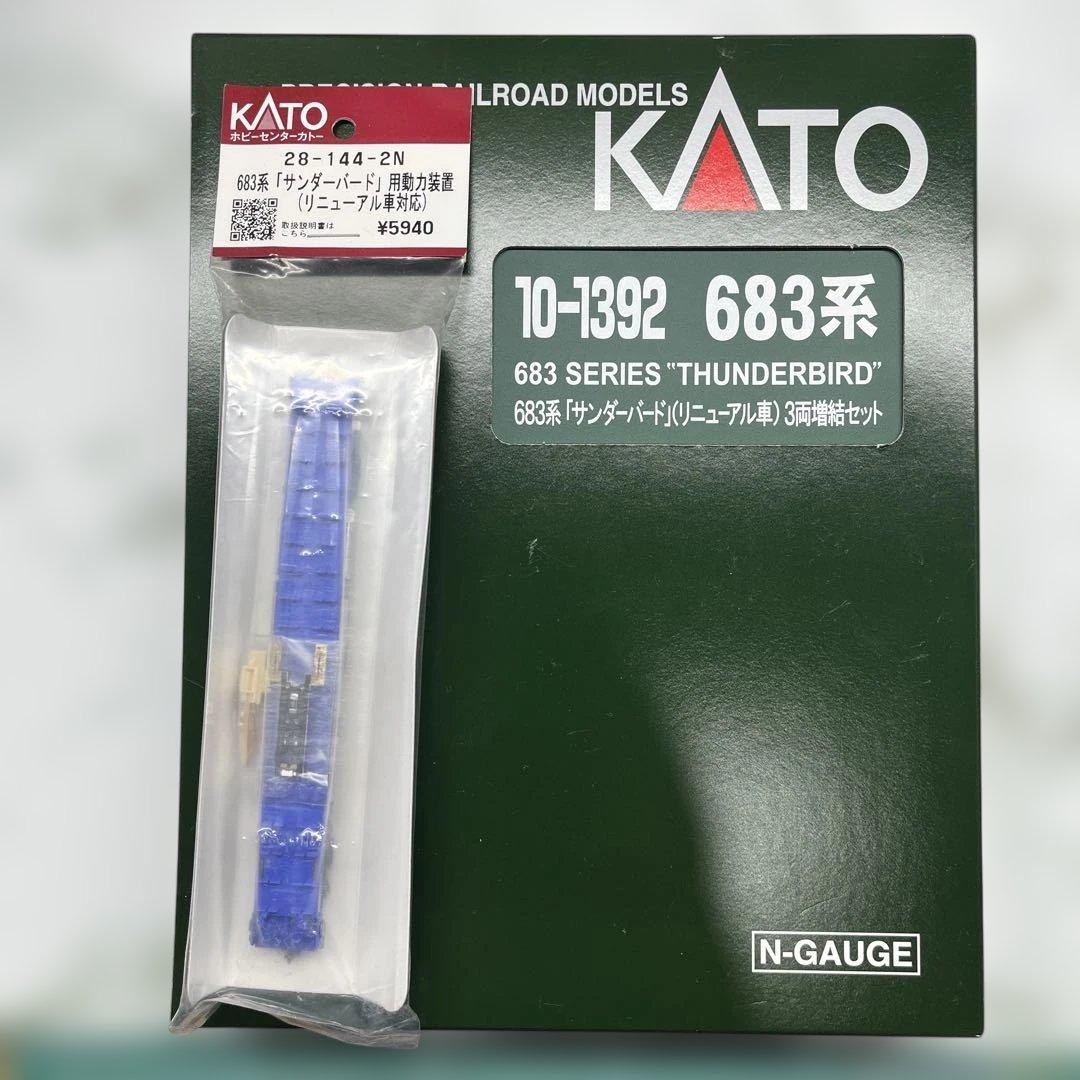 PRECISION RAILROAD MODELS
KATO
10-1392 683系
683 SERIES "THUNDERBIRD"
683系「サンダーバード」(リニューアル車) 3両増結セット
N-GAUGE
KATO
ホビーセンターカトー
28-144-2N
683系「サンダーバード」用動力装置
(リニューアル車対応)
取扱説明書は
こちら
¥5940